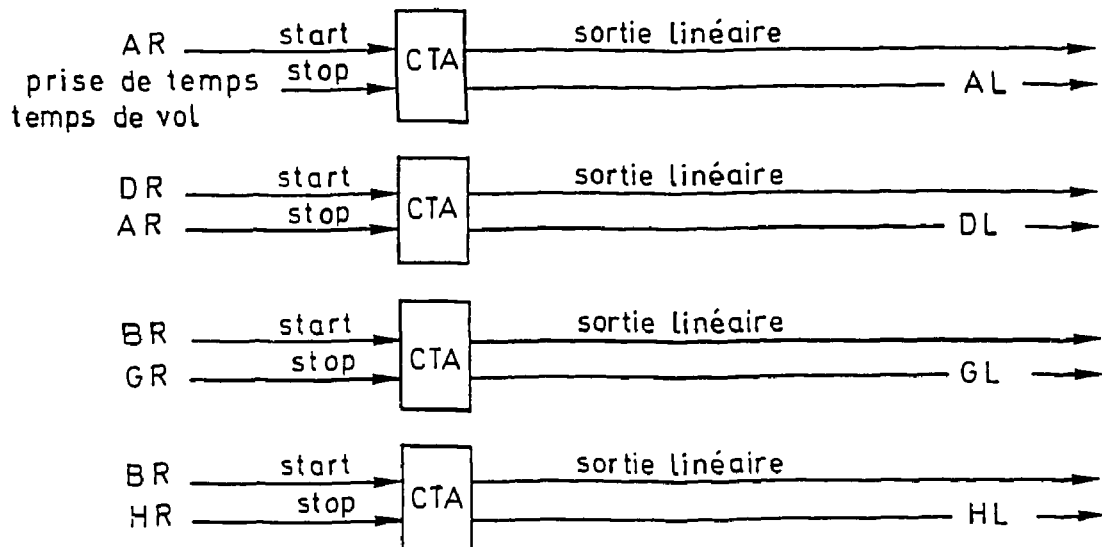 AR start CTA sortie linéaire
prise de temps stop AL
temps de vol
DR start CTA sortie linéaire
AR stop DL
BR start CTA sortie linéaire
GR stop GL
BR start CTA sortie linéaire
HR stop HL